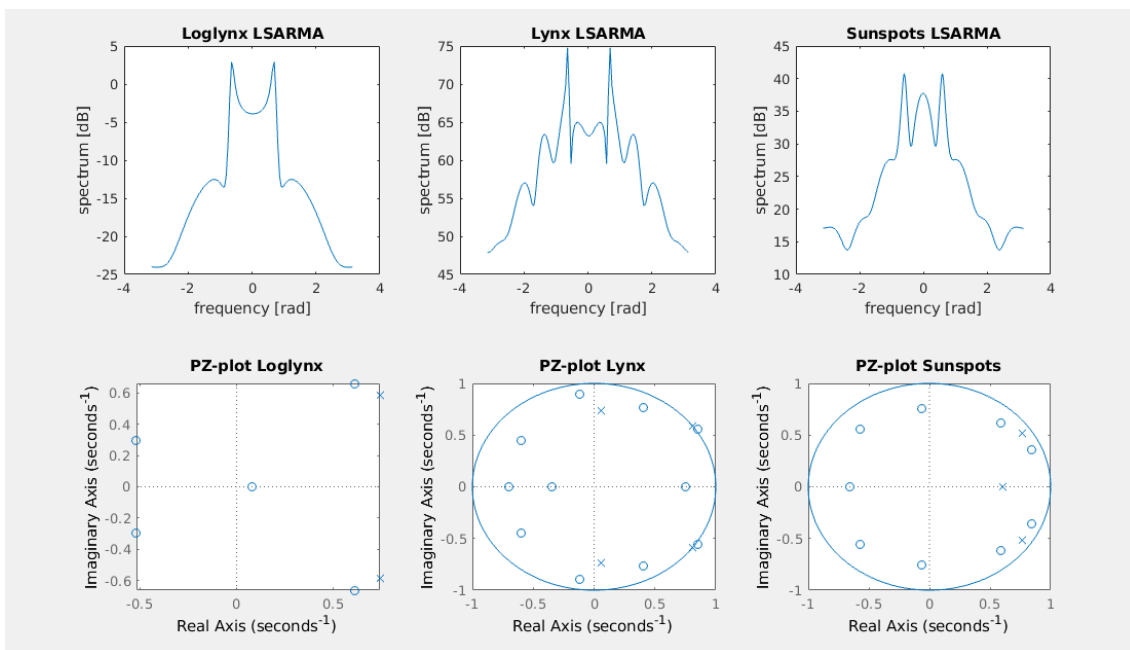 Loglynx LSARMA
5
0
-5
-10
-15
-20
-25
spectrum [dB]
-4 -2 0 2 4
frequency [rad]
Lynx LSARMA
75
70
65
60
55
50
45
spectrum [dB]
-4 -2 0 2 4
frequency [rad]
Sunspots LSARMA
45
40
35
30
25
20
15
10
spectrum [dB]
-4 -2 0 2 4
frequency [rad]
PZ-plot Loglynx
0.6
0.4
0.2
0
-0.2
-0.4
-0.6
Imaginary Axis (seconds⁻¹)
-0.5 0 0.5
Real Axis (seconds⁻¹)
PZ-plot Lynx
1
0.5
0
-0.5
-1
Imaginary Axis (seconds⁻¹)
-1 -0.5 0 0.5 1
Real Axis (seconds⁻¹)
PZ-plot Sunspots
1
0.5
0
-0.5
-1
Imaginary Axis (seconds⁻¹)
-1 -0.5 0 0.5 1
Real Axis (seconds⁻¹)